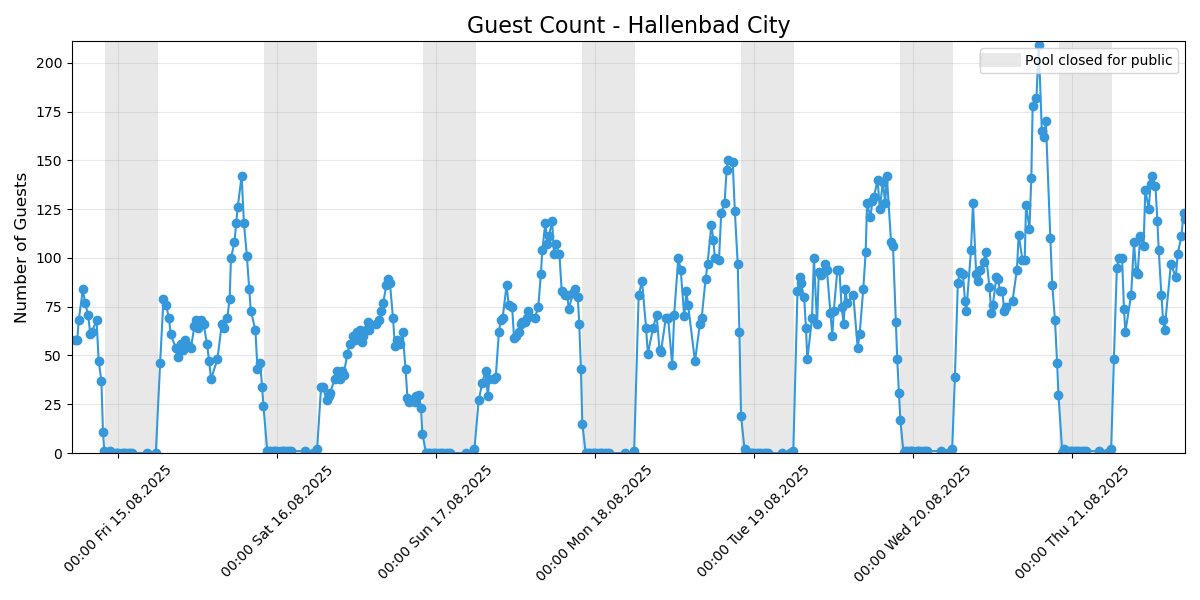 Guest Count - Hallenbad City
Number of Guests
200
175
150
125
100
75
50
25
0
Pool closed for public
00:00 Fri 15.08.2025
00:00 Sat 16.08.2025
00:00 Sun 17.08.2025
00:00 Mon 18.08.2025
00:00 Tue 19.08.2025
00:00 Wed 20.08.2025
00:00 Thu 21.08.2025